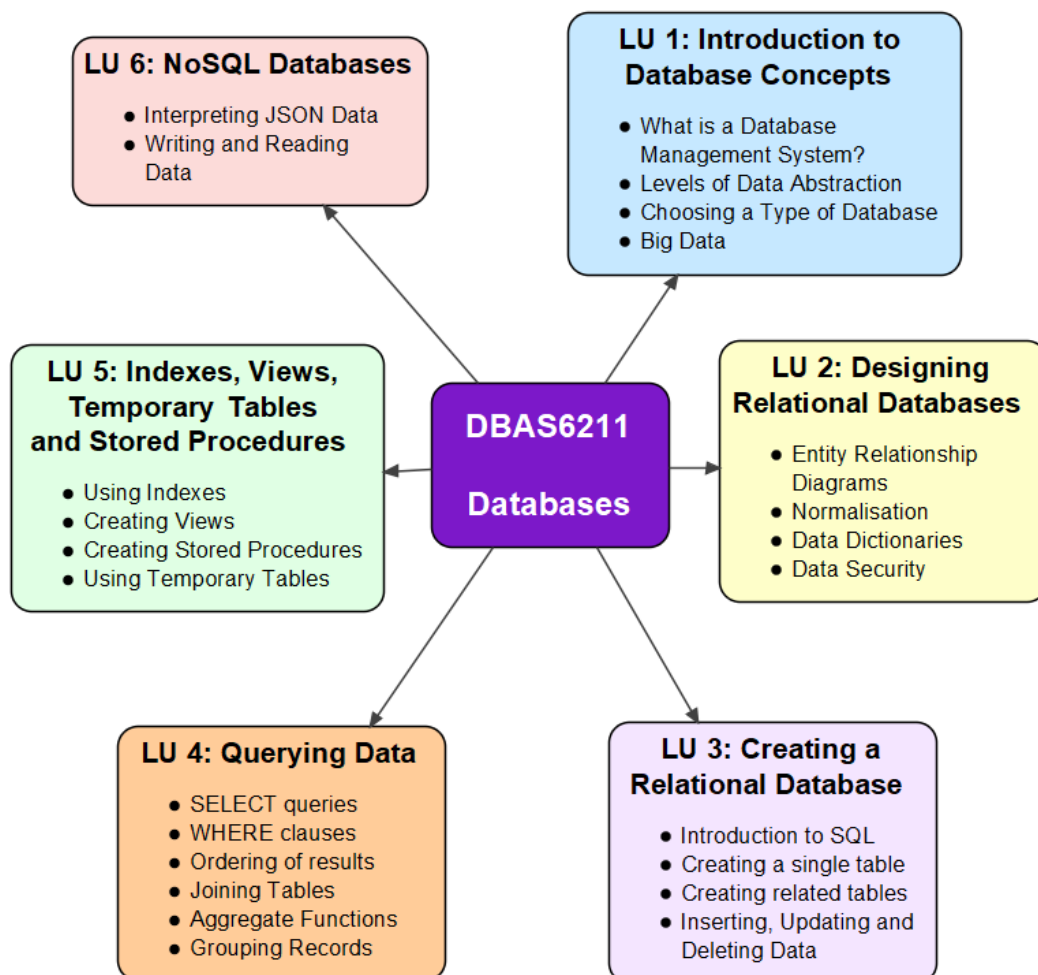 LU 6: NoSQL Databases
● Interpreting JSON Data
● Writing and Reading
Data
LU 1: Introduction to
Database Concepts
● What is a Database
Management System?
● Levels of Data Abstraction
● Choosing a Type of Database
● Big Data
LU 5: Indexes, Views,
Temporary Tables
and Stored Procedures
● Using Indexes
● Creating Views
● Creating Stored Procedures
● Using Temporary Tables
DBAS6211
Databases
LU 2: Designing
Relational Databases
● Entity Relationship
Diagrams
● Normalisation
● Data Dictionaries
● Data Security
LU 4: Querying Data
● SELECT queries
● WHERE clauses
● Ordering of results
● Joining Tables
● Aggregate Functions
● Grouping Records
LU 3: Creating a
Relational Database
● Introduction to SQL
● Creating a single table
● Creating related tables
● Inserting, Updating and
Deleting Data